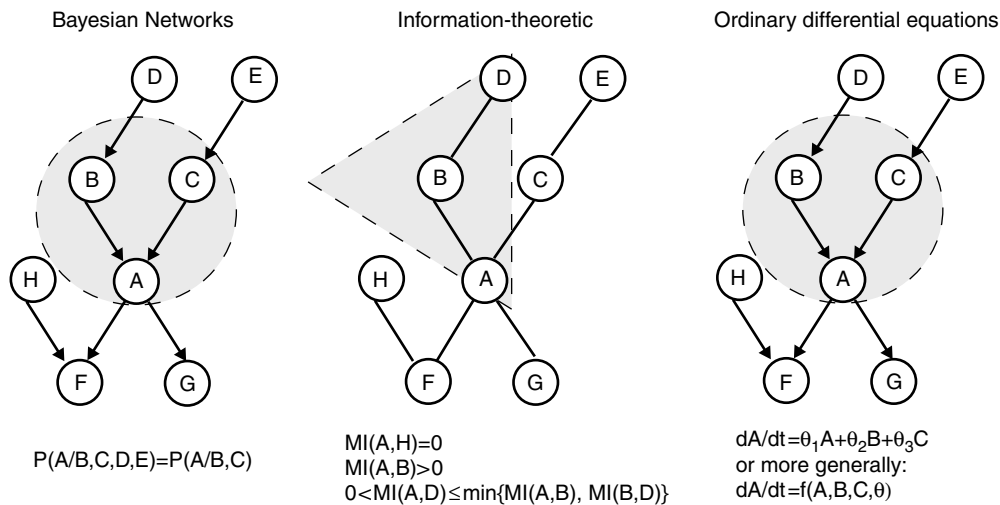 Bayesian Networks
D
E
B
C
H
A
F
G
P(A/B,C,D,E)=P(A/B,C)
Information-theoretic
D
E
B
C
H
A
F
G
MI(A,H)=0
MI(A,B)>0
0<MI(A,D)≤min{MI(A,B), MI(B,D)}
Ordinary differential equations
D
E
B
C
H
A
F
G
dA/dt=θ₁A+θ₂B+θ₃C
or more generally:
dA/dt=f(A,B,C,θ)